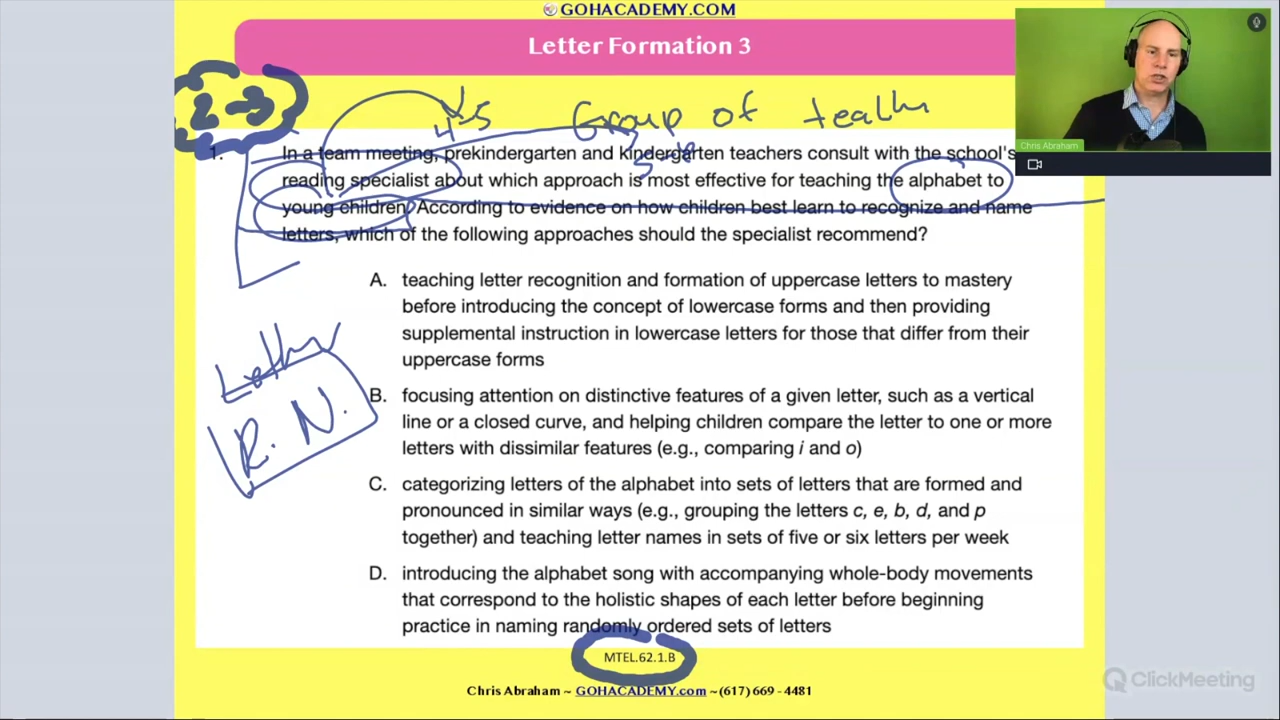 GOHACADEMY.COM
Letter Formation 3
2 → 3
4-5
Group of
Chris Abraham
1. In a team meeting, prekindergarten and kindergarten teachers consult with the school's
reading specialist about which approach is most effective for teaching the alphabet to
young children. According to evidence on how children best learn to recognize and name
letters, which of the following approaches should the specialist recommend?
A. teaching letter recognition and formation of uppercase letters to mastery
before introducing the concept of lowercase forms and then providing
supplemental instruction in lowercase letters for those that differ from their
uppercase forms
R. N.
B. focusing attention on distinctive features of a given letter, such as a vertical
line or a closed curve, and helping children compare the letter to one or more
letters with dissimilar features (e.g., comparing i and o)
C. categorizing letters of the alphabet into sets of letters that are formed and
pronounced in similar ways (e.g., grouping the letters c, e, b, d, and p
together) and teaching letter names in sets of five or six letters per week
D. introducing the alphabet song with accompanying whole-body movements
that correspond to the holistic shapes of each letter before beginning
practice in naming randomly ordered sets of letters
MTEL.62.1.B
Chris Abraham ~ GOHACADEMY.com ~(617) 669 - 4481
ClickMeeting